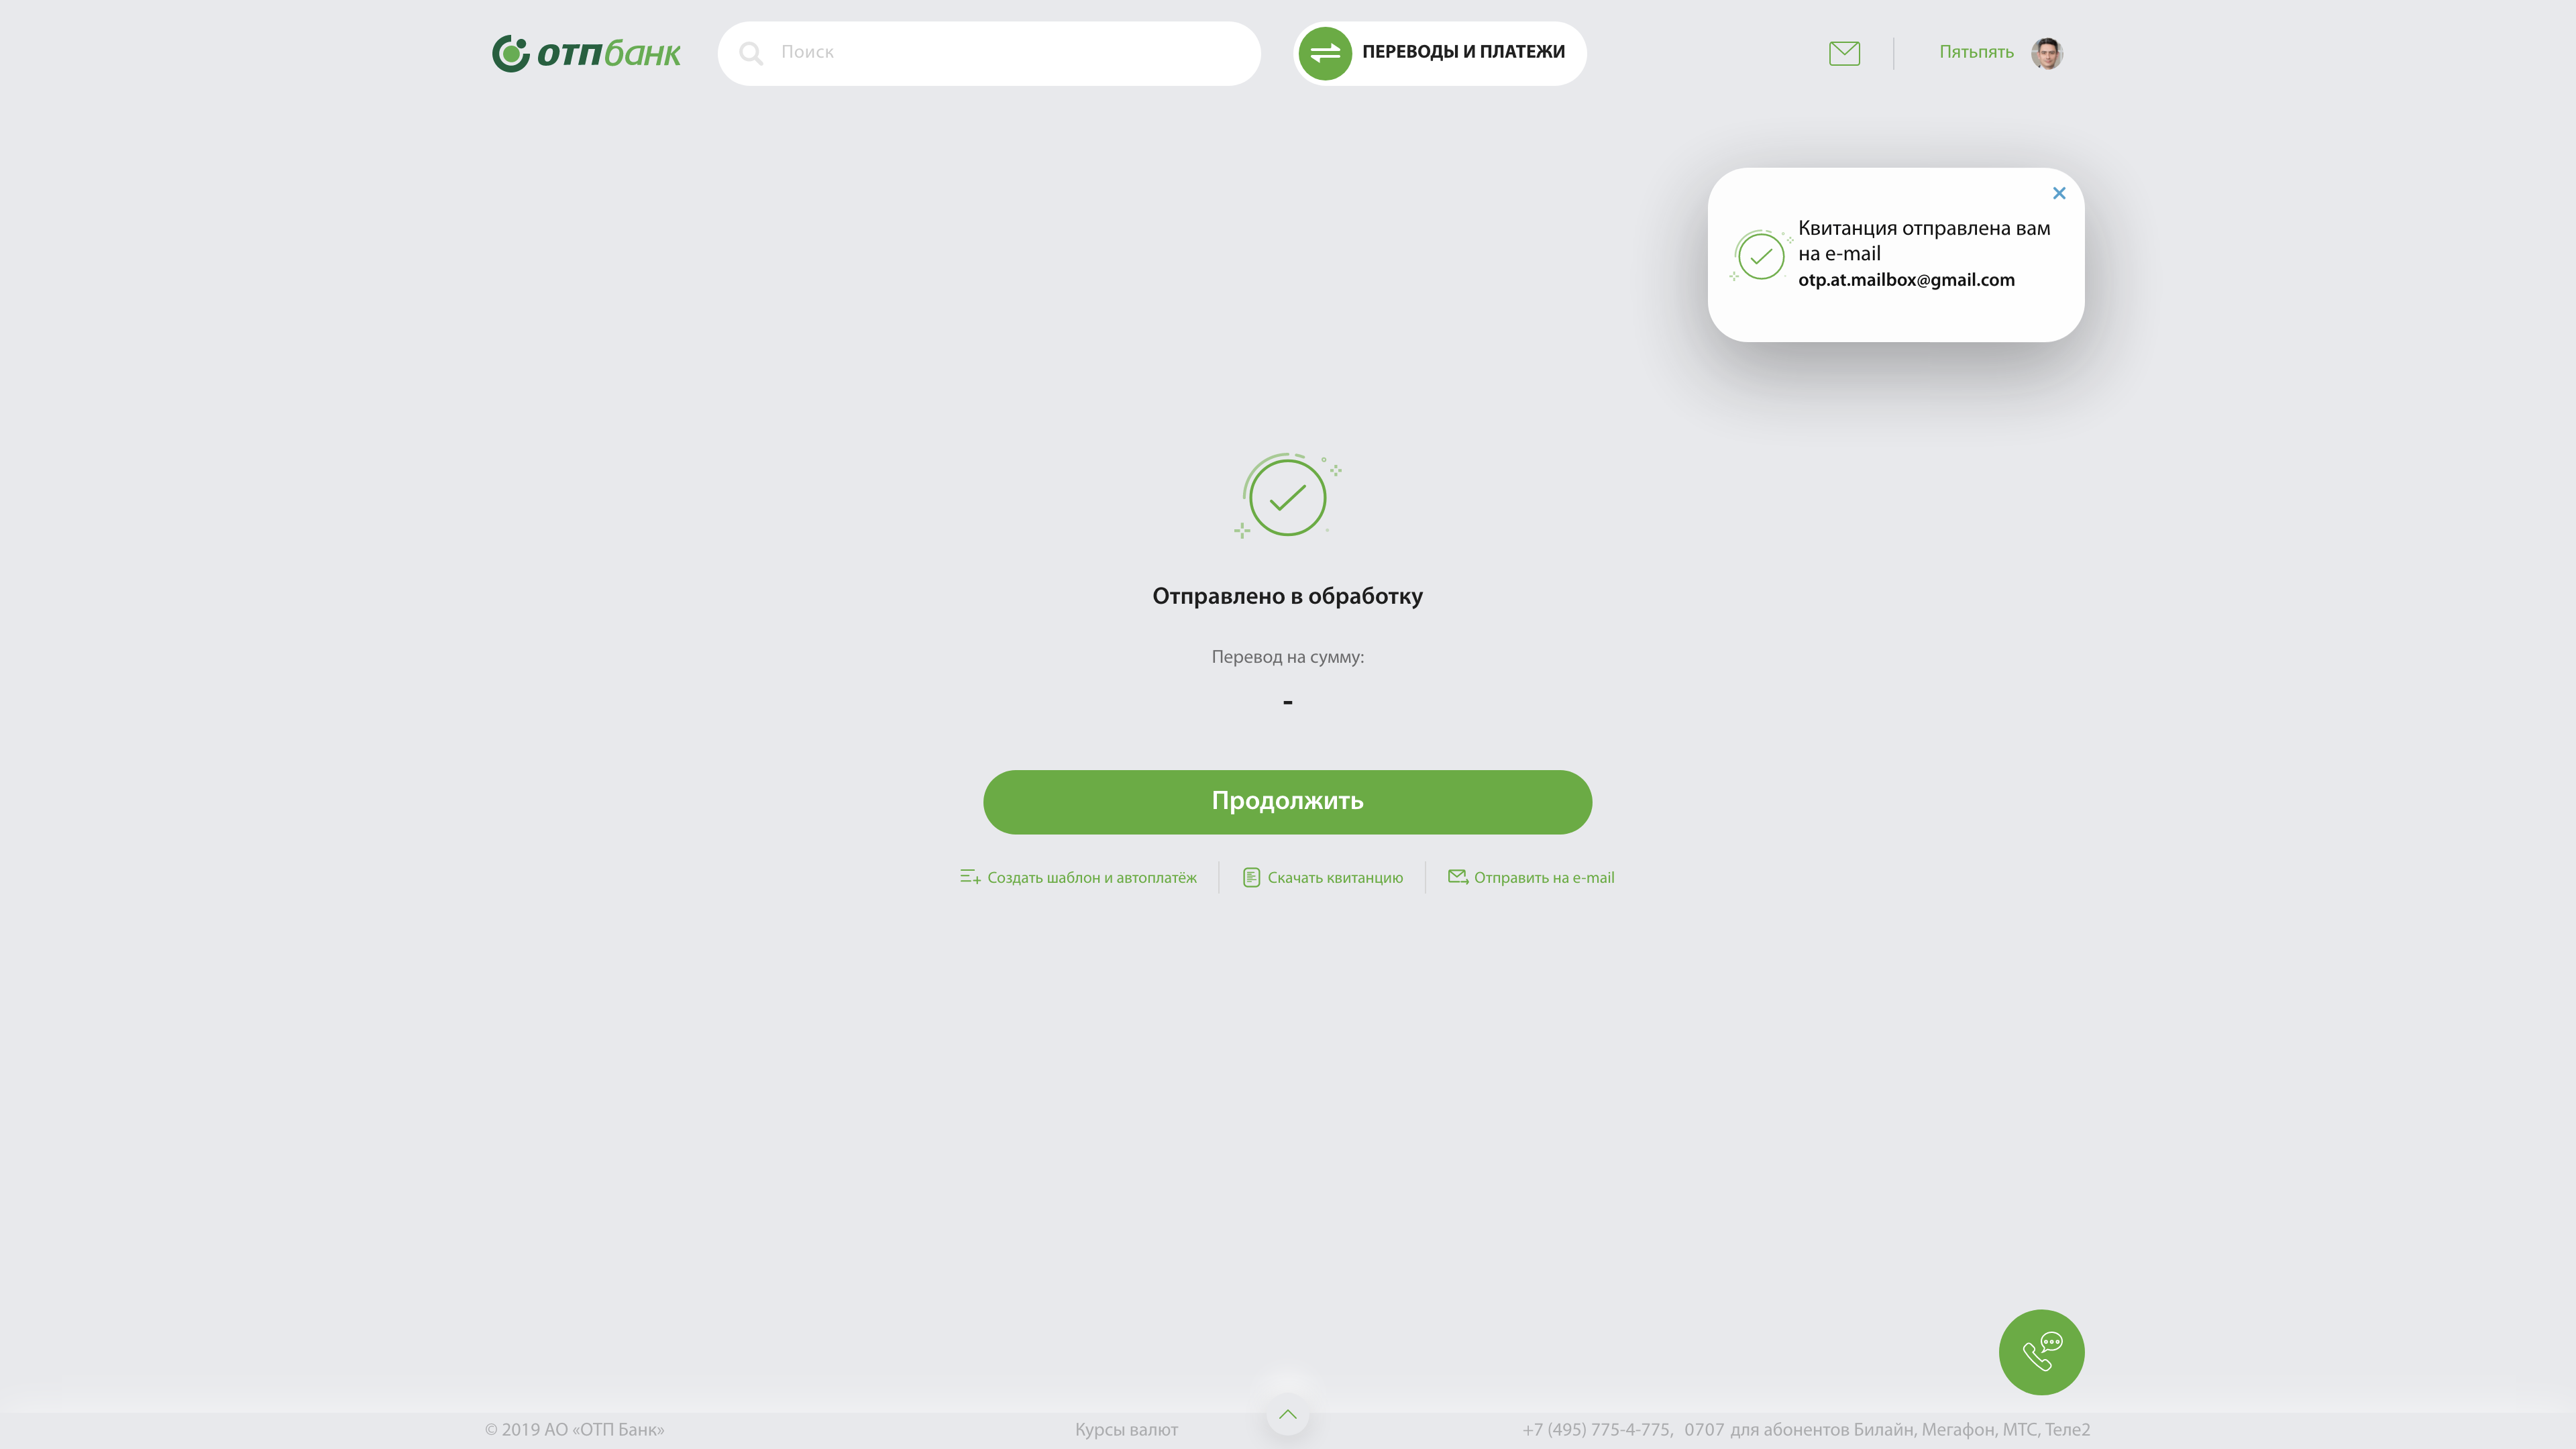 отпбанк
Поиск
ПЕРЕВОДЫ И ПЛАТЕЖИ
Пятьпять
Квитанция отправлена вам
на e-mail
otp.at.mailbox@gmail.com
Отправлено в обработку
Перевод на сумму:
-
Продолжить
Создать шаблон и автоплатёж
Скачать квитанцию
Отправить на e-mail
© 2019 АО «ОТП Банк»
Курсы валют
+7 (495) 775-4-775, 0707 для абонентов Билайн, Мегафон, МТС, Теле2